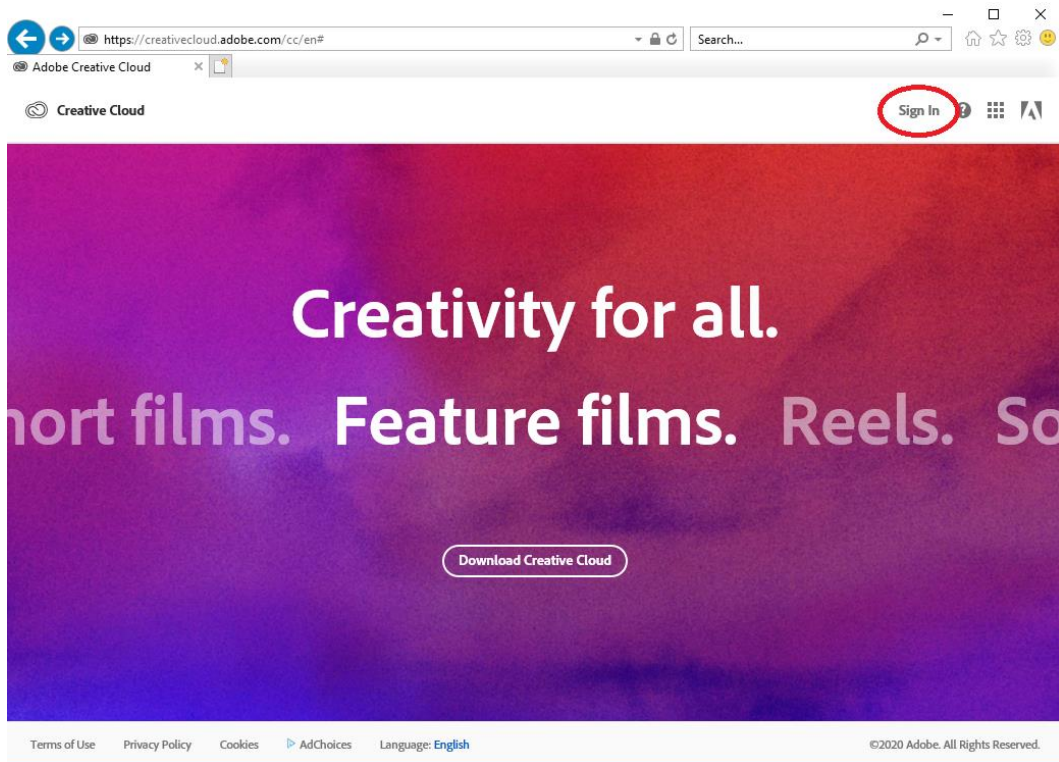 https://creativecloud.adobe.com/cc/en#
Search...
Adobe Creative Cloud
Creative Cloud
Sign In
Creativity for all.
hort films. Feature films. Reels. So
Download Creative Cloud
Terms of Use Privacy Policy Cookies AdChoices Language: English ©2020 Adobe. All Rights Reserved.